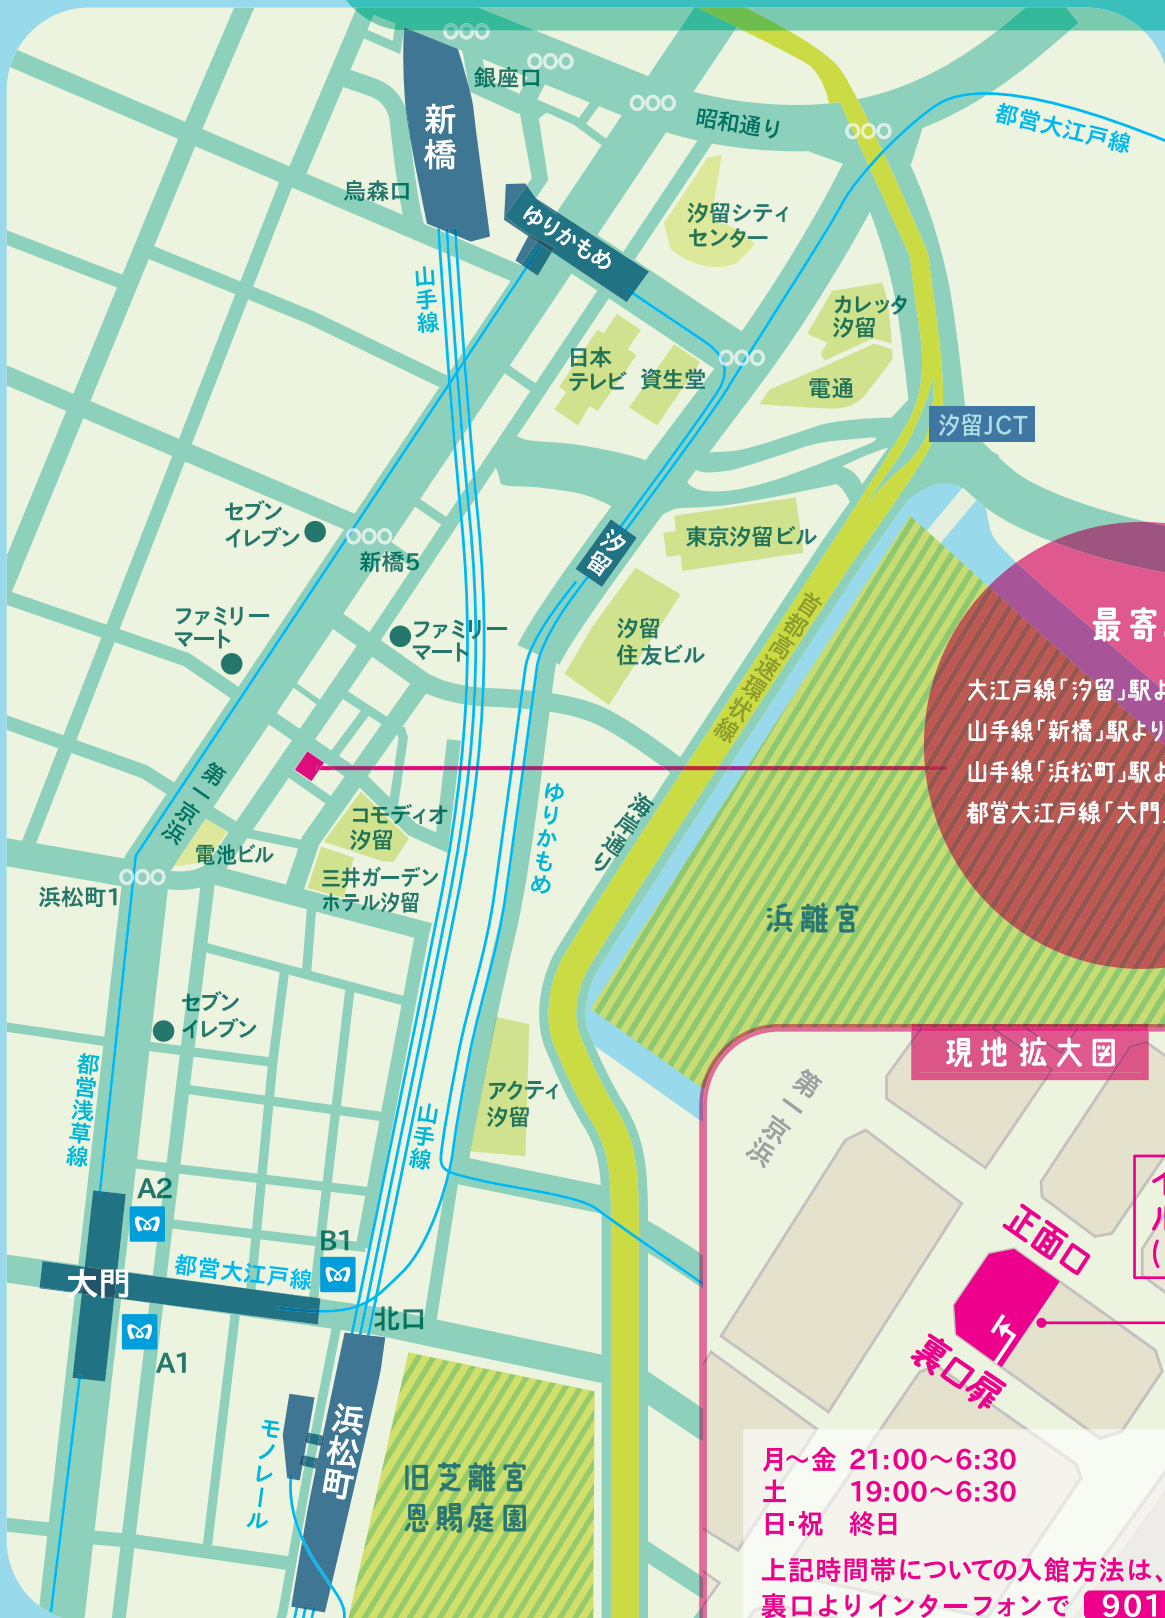 銀座口
新橋
昭和通り
都営大江戸線
烏森口
ゆりかもめ
汐留シティ
センター
山手線
カレッタ
汐留
日本
テレビ
資生堂
電通
汐留JCT
セブン
イレブン
新橋5
汐留
東京汐留ビル
ファミリー
マート
ファミリー
マート
汐留
住友ビル
首都高速環状線
最寄
大江戸線「汐留」駅よ
山手線「新橋」駅より
山手線「浜松町」駅よ
都営大江戸線「大門」
第一京浜
コモディオ
汐留
ゆりかもめ
海岸通り
電池ビル
三井ガーデン
ホテル汐留
浜松町1
浜離宮
セブン
イレブン
現地拡大図
都営浅草線
アクティ
汐留
山手線
第一京浜
A2
B1
都営大江戸線
大門
正面口
北口
A1
裏口扉
浜松町
モノレール
旧芝離宮
恩賜庭園
月～金 21:00～6:30
土 19:00～6:30
日・祝 終日
上記時間帯についての入館方法は、
裏口よりインターフォンで 901